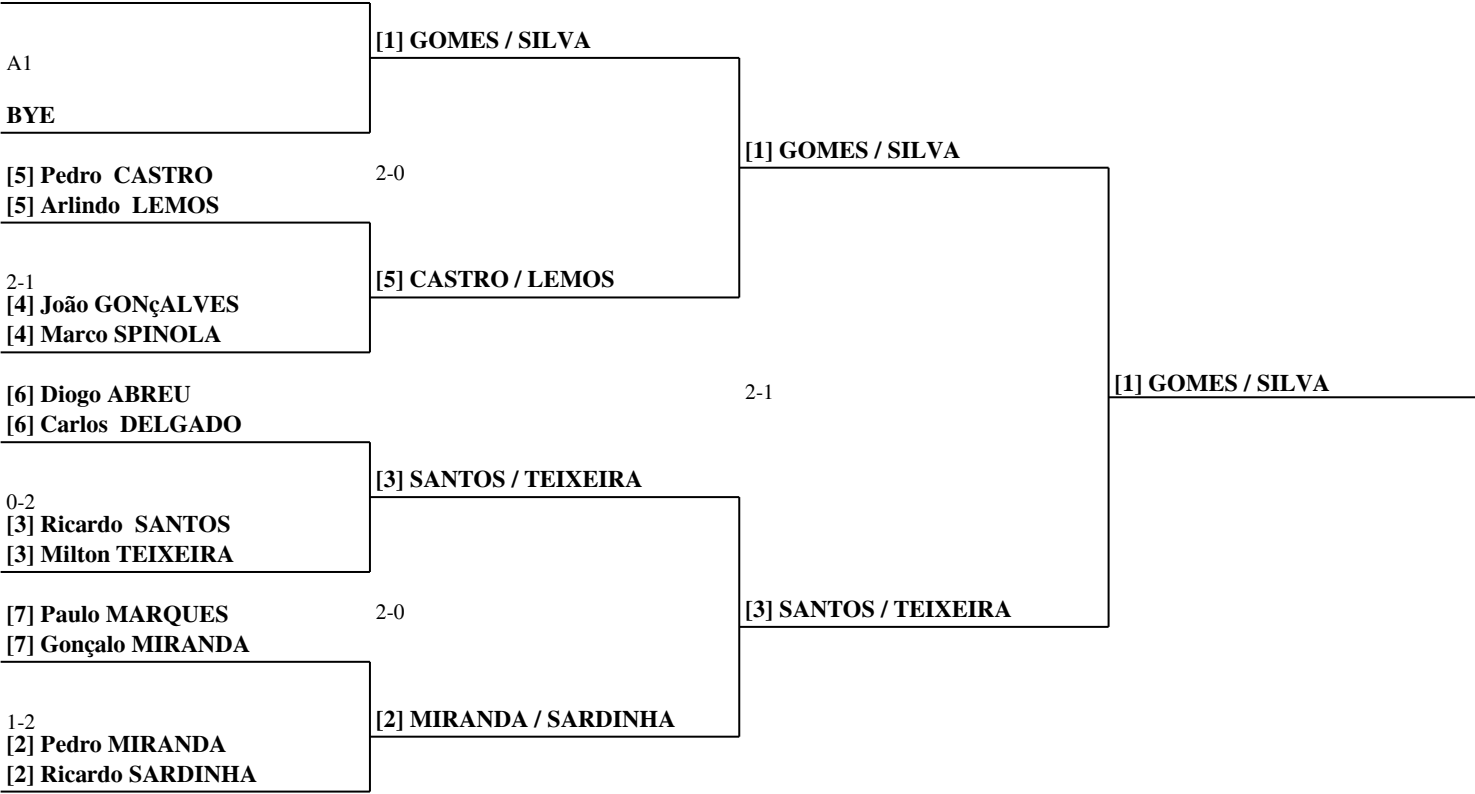 [1] GOMES / SILVA
A1
BYE
[1] GOMES / SILVA
[5] Pedro  CASTRO
2-0
[5] Arlindo  LEMOS
2-1
[5] CASTRO / LEMOS
[4] João GONçALVES
[4] Marco SPINOLA
[6] Diogo ABREU
2-1
[1] GOMES / SILVA
[6] Carlos  DELGADO
[3] SANTOS / TEIXEIRA
0-2
[3] Ricardo  SANTOS
[3] Milton TEIXEIRA
[7] Paulo MARQUES
2-0
[3] SANTOS / TEIXEIRA
[7] Gonçalo MIRANDA
1-2
[2] MIRANDA / SARDINHA
[2] Pedro MIRANDA
[2] Ricardo SARDINHA